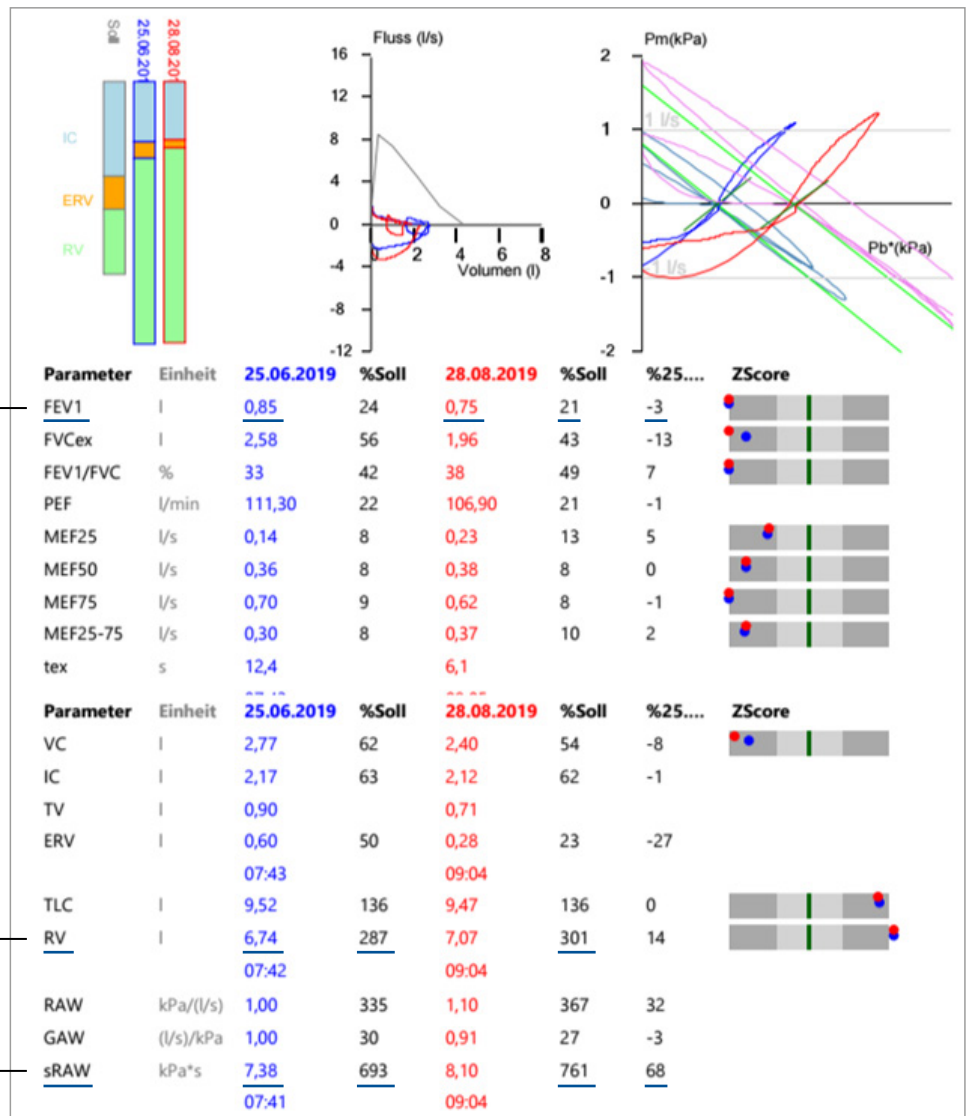 Soll 25.06.201 28.08.201
IC
ERV
RV
Fluss (l/s)
16
12
8
4
0
-4
-8
-12
2 4 6 8
Volumen (l)
Pm(kPa)
2
1
0
-1
-2
1 l/s
-1 l/s
Pb*(kPa)
Parameter Einheit 25.06.2019 %Soll 28.08.2019 %Soll %25.... ZScore
FEV1 l 0,85 24 0,75 21 -3
FVCex l 2,58 56 1,96 43 -13
FEV1/FVC % 33 42 38 49 7
PEF l/min 111,30 22 106,90 21 -1
MEF25 l/s 0,14 8 0,23 13 5
MEF50 l/s 0,36 8 0,38 8 0
MEF75 l/s 0,70 9 0,62 8 -1
MEF25-75 l/s 0,30 8 0,37 10 2
tex s 12,4 6,1
Parameter Einheit 25.06.2019 %Soll 28.08.2019 %Soll %25.... ZScore
VC l 2,77 62 2,40 54 -8
IC l 2,17 63 2,12 62 -1
TV l 0,90 0,71
ERV l 0,60 50 0,28 23 -27
07:43 09:04
TLC l 9,52 136 9,47 136 0
RV l 6,74 287 7,07 301 14
07:42 09:04
RAW kPa/(l/s) 1,00 335 1,10 367 32
GAW (l/s)/kPa 1,00 30 0,91 27 -3
sRAW kPa*s 7,38 693 8,10 761 68
07:41 09:04